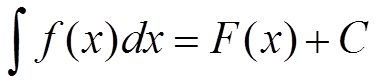 ∫ f(x)dx = F(x) + C